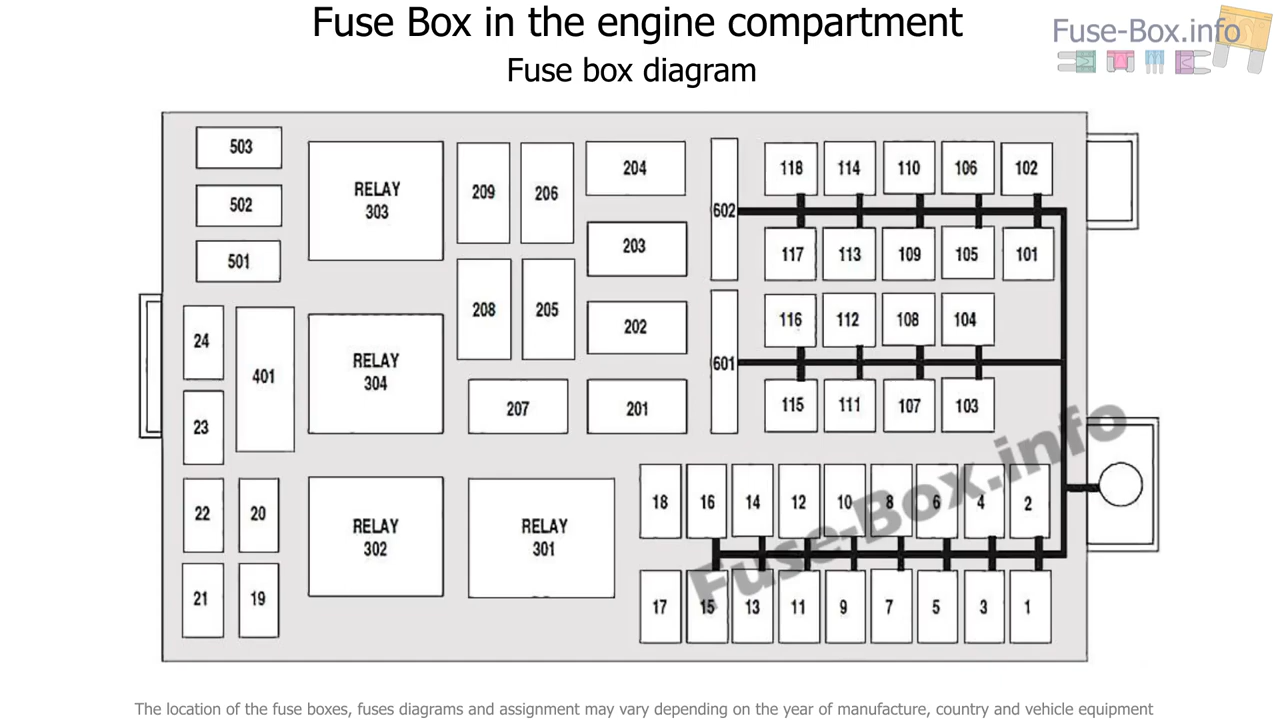 Fuse Box in the engine compartment
Fuse box diagram
Fuse-Box.info
503
502
501
RELAY
303
209
206
204
203
602
118 114 110 106 102
117 113 109 105 101
24
23
401
RELAY
304
208
205
202
207
201
601
116 112 108 104
115 111 107 103
22 20
21 19
RELAY
302
RELAY
301
18 16 14 12 10 8 6 4 2
17 15 13 11 9 7 5 3 1
Fuse-Box.info
The location of the fuse boxes, fuses diagrams and assignment may vary depending on the year of manufacture, country and vehicle equipment